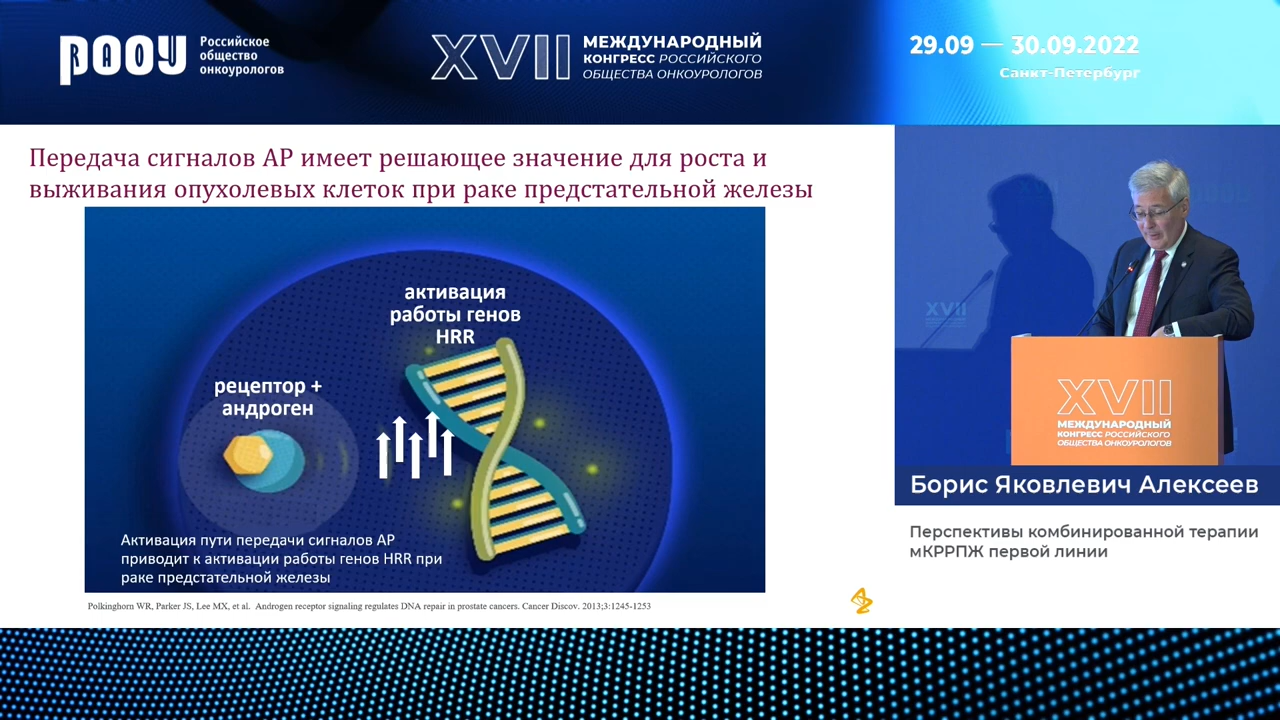 РАОУ
Российское
общество
онкоурологов
XVII
МЕЖДУНАРОДНЫЙ
КОНГРЕСС РОССИЙСКОГО
ОБЩЕСТВА ОНКОУРОЛОГОВ
29.09 — 30.09.2022
Санкт-Петербург
Передача сигналов АР имеет решающее значение для роста и
выживания опухолевых клеток при раке предстательной железы
активация
работы генов
HRR
рецептор +
андроген
Активация пути передачи сигналов АР
приводит к активации работы генов HRR при
раке предстательной железы
Polkinghorn WR, Parker JS, Lee MX, et al. Androgen receptor signaling regulates DNA repair in prostate cancers. Cancer Discov. 2013;3:1245-1253
XVII
XVII
МЕЖДУНАРОДНЫЙ
КОНГРЕСС РОССИЙСКОГО
ОБЩЕСТВА ОНКОУРОЛОГОВ
Борис Яковлевич Алексеев
Перспективы комбинированной терапии
мКРРПЖ первой линии